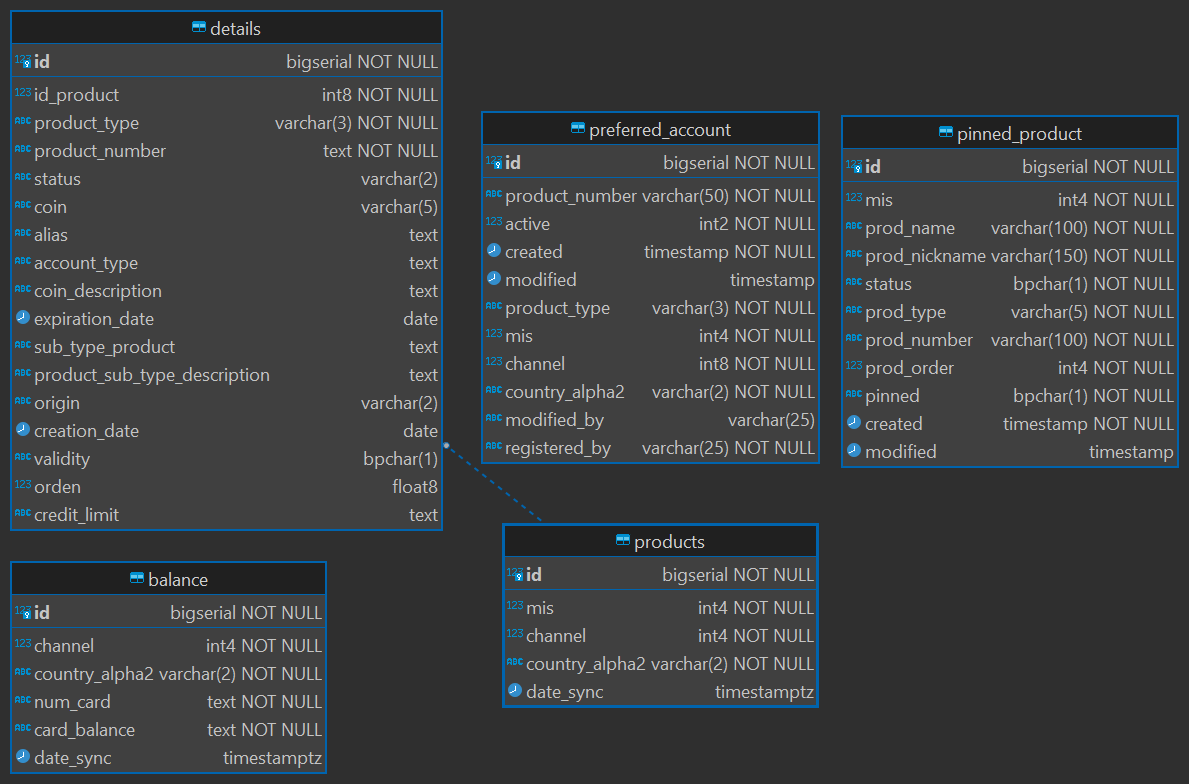 details
id bigserial NOT NULL
id_product int8 NOT NULL
product_type varchar(3) NOT NULL
product_number text NOT NULL
status varchar(2)
coin varchar(5)
alias text
account_type text
coin_description text
expiration_date date
sub_type_product text
product_sub_type_description text
origin varchar(2)
creation_date date
validity bpchar(1)
orden float8
credit_limit text
preferred_account
id bigserial NOT NULL
product_number varchar(50) NOT NULL
active int2 NOT NULL
created timestamp NOT NULL
modified timestamp
product_type varchar(3) NOT NULL
mis int4 NOT NULL
channel int8 NOT NULL
country_alpha2 varchar(2) NOT NULL
modified_by varchar(25)
registered_by varchar(25) NOT NULL
pinned_product
id bigserial NOT NULL
mis int4 NOT NULL
prod_name varchar(100) NOT NULL
prod_nickname varchar(150) NOT NULL
status bpchar(1) NOT NULL
prod_type varchar(5) NOT NULL
prod_number varchar(100) NOT NULL
prod_order int4 NOT NULL
pinned bpchar(1) NOT NULL
created timestamp NOT NULL
modified timestamp
balance
id bigserial NOT NULL
channel int4 NOT NULL
country_alpha2 varchar(2) NOT NULL
num_card text NOT NULL
card_balance text NOT NULL
date_sync timestamptz
products
id bigserial NOT NULL
mis int4 NOT NULL
channel int4 NOT NULL
country_alpha2 varchar(2) NOT NULL
date_sync timestamptz